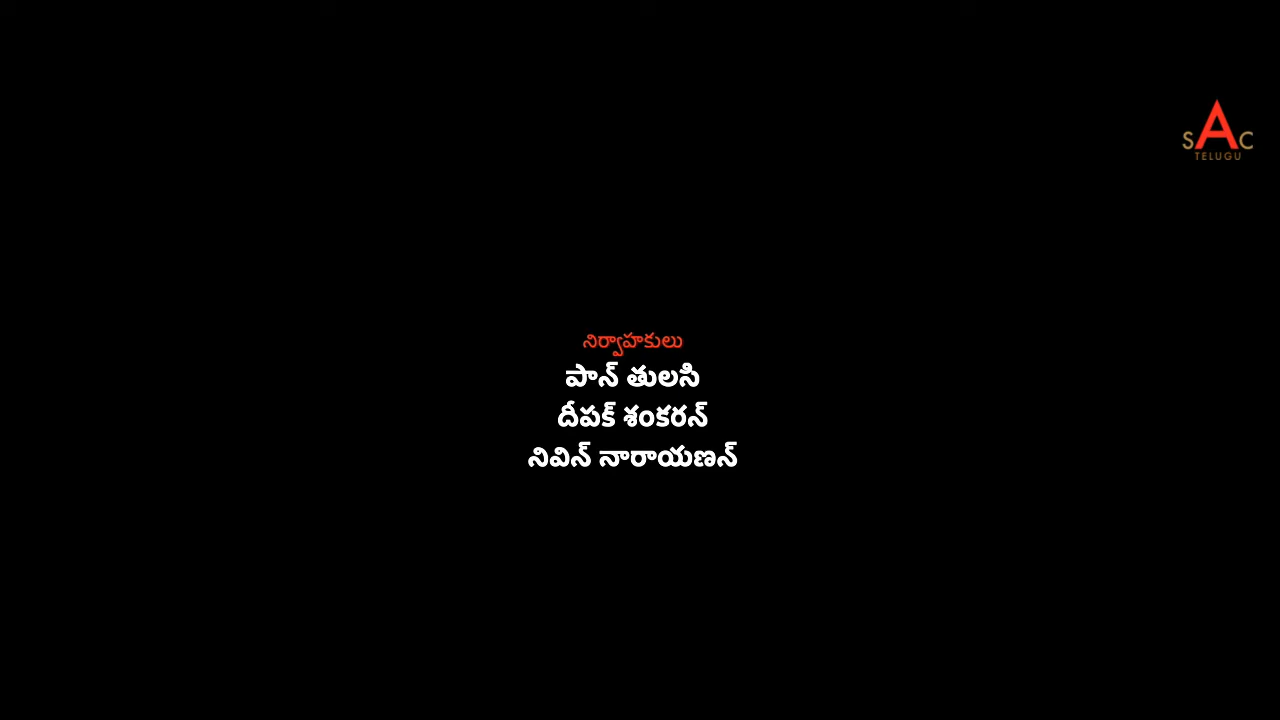 SAC
TELUGU
నిర్వాహకులు
పాన్ తులసి
దీపక్ శంకరన్
నివిన్ నారాయణన్